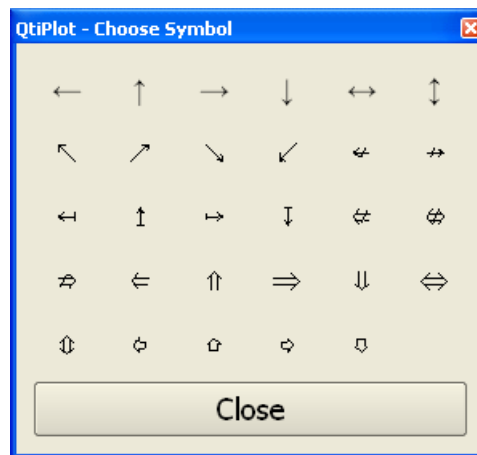 QtiPlot - Choose Symbol
← ↑ → ↓ ↔ ↕
↖ ↗ ↘ ↙ ↚ ↛
↤ ↥ ↦ ↧ ⇍ ⇎
⇏ ⇐ ⇑ ⇒ ⇓ ⇔
⇕ ⇦ ⇧ ⇨ ⇩
Close